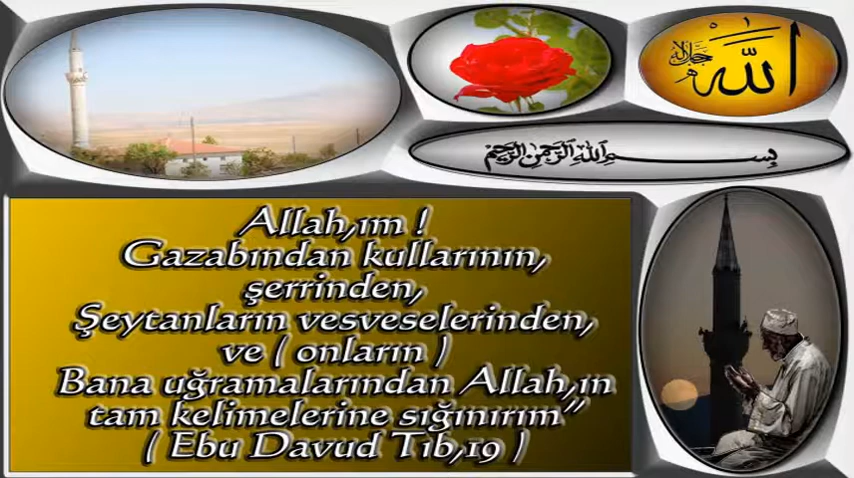 الله جل جلاله
بسم الله الرحمن الرحيم
Allah,ım !
Gazabından kullarının,
şerrinden,
Şeytanların vesveselerinden,
ve ( onların )
Bana uğramalarından Allah,ın
tam kelimelerine sığınırım”
( Ebu Davud Tıb,19 )